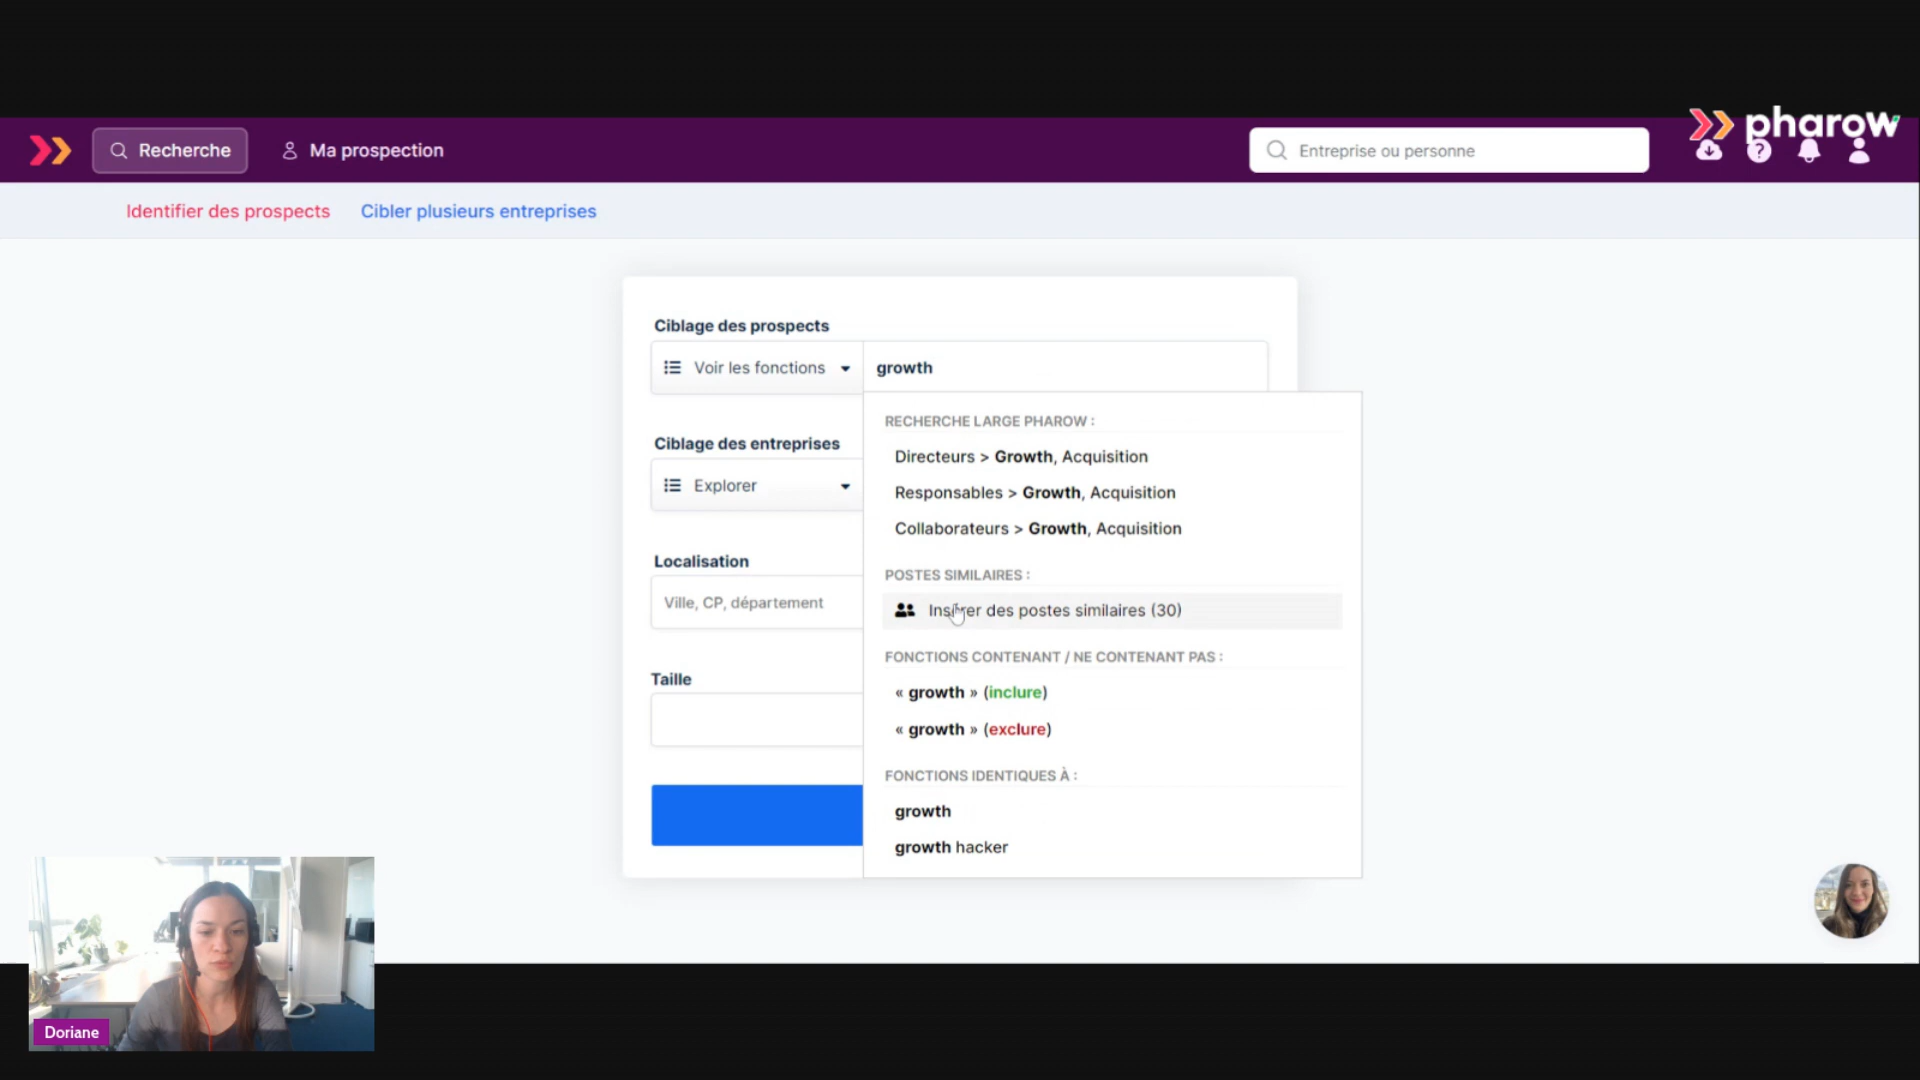 pharow
Recherche
Ma prospection
Entreprise ou personne
Identifier des prospects
Cibler plusieurs entreprises
Ciblage des prospects
Voir les fonctions
growth
RECHERCHE LARGE PHAROW :
Directeurs > Growth, Acquisition
Ciblage des entreprises
Explorer
Responsables > Growth, Acquisition
Collaborateurs > Growth, Acquisition
Localisation
Ville, CP, département
POSTES SIMILAIRES :
Insérer des postes similaires (30)
FONCTIONS CONTENANT / NE CONTENANT PAS :
Taille
« growth » (inclure)
« growth » (exclure)
FONCTIONS IDENTIQUES À :
growth
growth hacker
Doriane